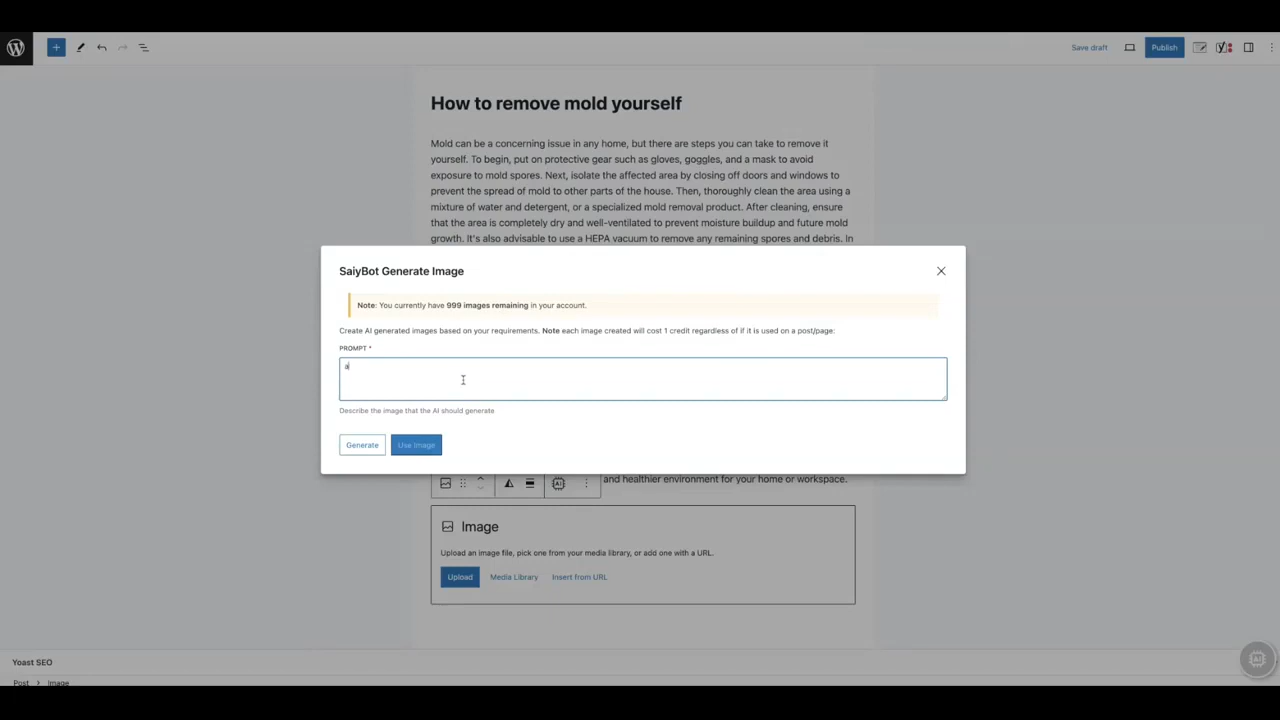 Save draft
Publish
How to remove mold yourself
Mold can be a concerning issue in any home, but there are steps you can take to remove it
yourself. To begin, put on protective gear such as gloves, goggles, and a mask to avoid
exposure to mold spores. Next, isolate the affected area by closing off doors and windows to
prevent the spread of mold to other parts of the house. Then, thoroughly clean the area using a
mixture of water and detergent, or a specialized mold removal product. After cleaning, ensure
that the area is completely dry and well-ventilated to prevent moisture buildup and future mold
growth. It's also advisable to use a HEPA vacuum to remove any remaining spores and debris. In
SaiyBot Generate Image
Note: You currently have 999 images remaining in your account.
Create AI generated images based on your requirements. Note each image created will cost 1 credit regardless of if it is used on a post/page:
PROMPT *
a
Describe the image that the AI should generate
Generate
Use Image
and healthier environment for your home or workspace.
AI
Image
Upload an image file, pick one from your media library, or add one with a URL.
Upload
Media Library
Insert from URL
AI
Yoast SEO
Post > Image